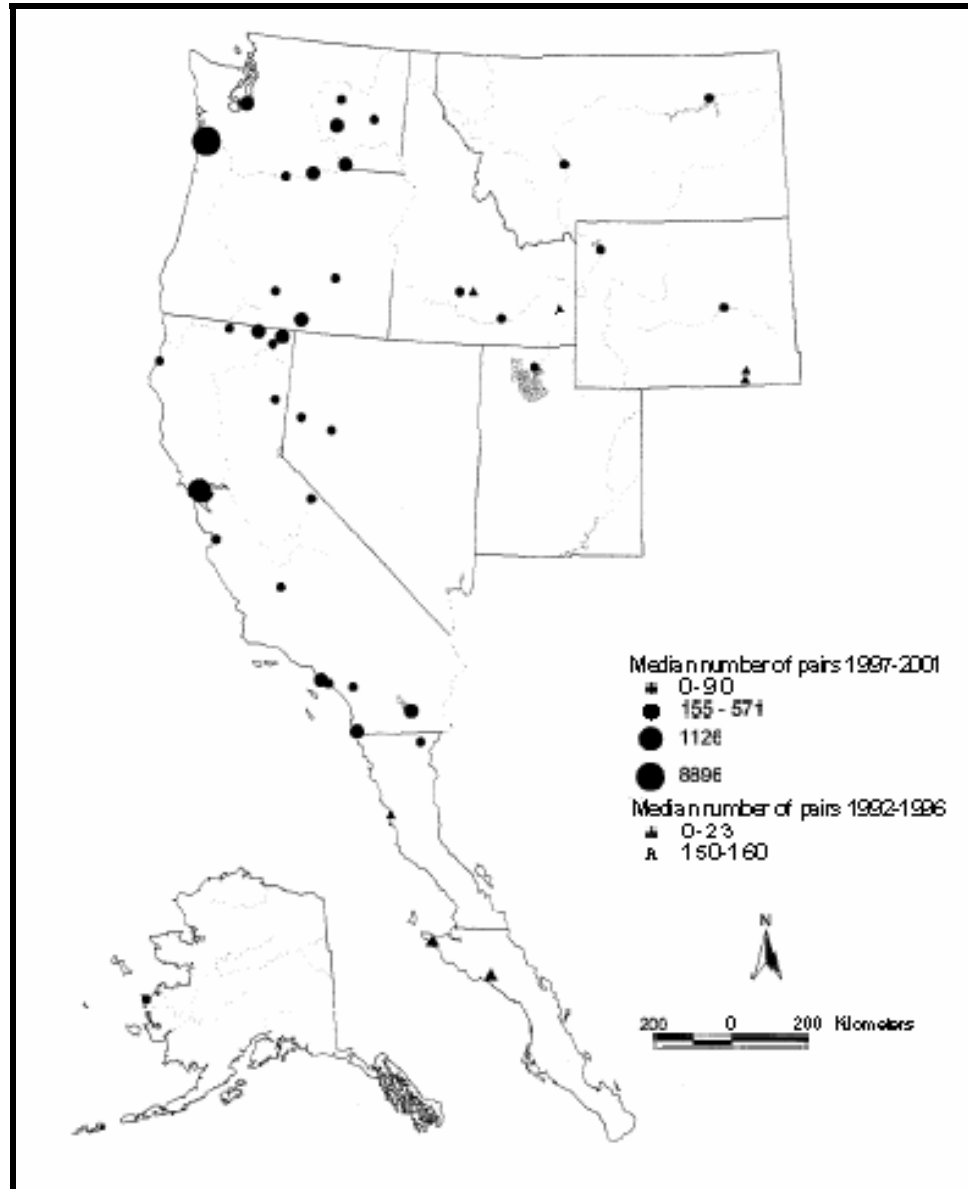 Median number of pairs 1997-2001
0-90
155 - 571
1126
8896
Median number of pairs 1992-1996
0-23
150-160
N
200 0 200 Kilometers